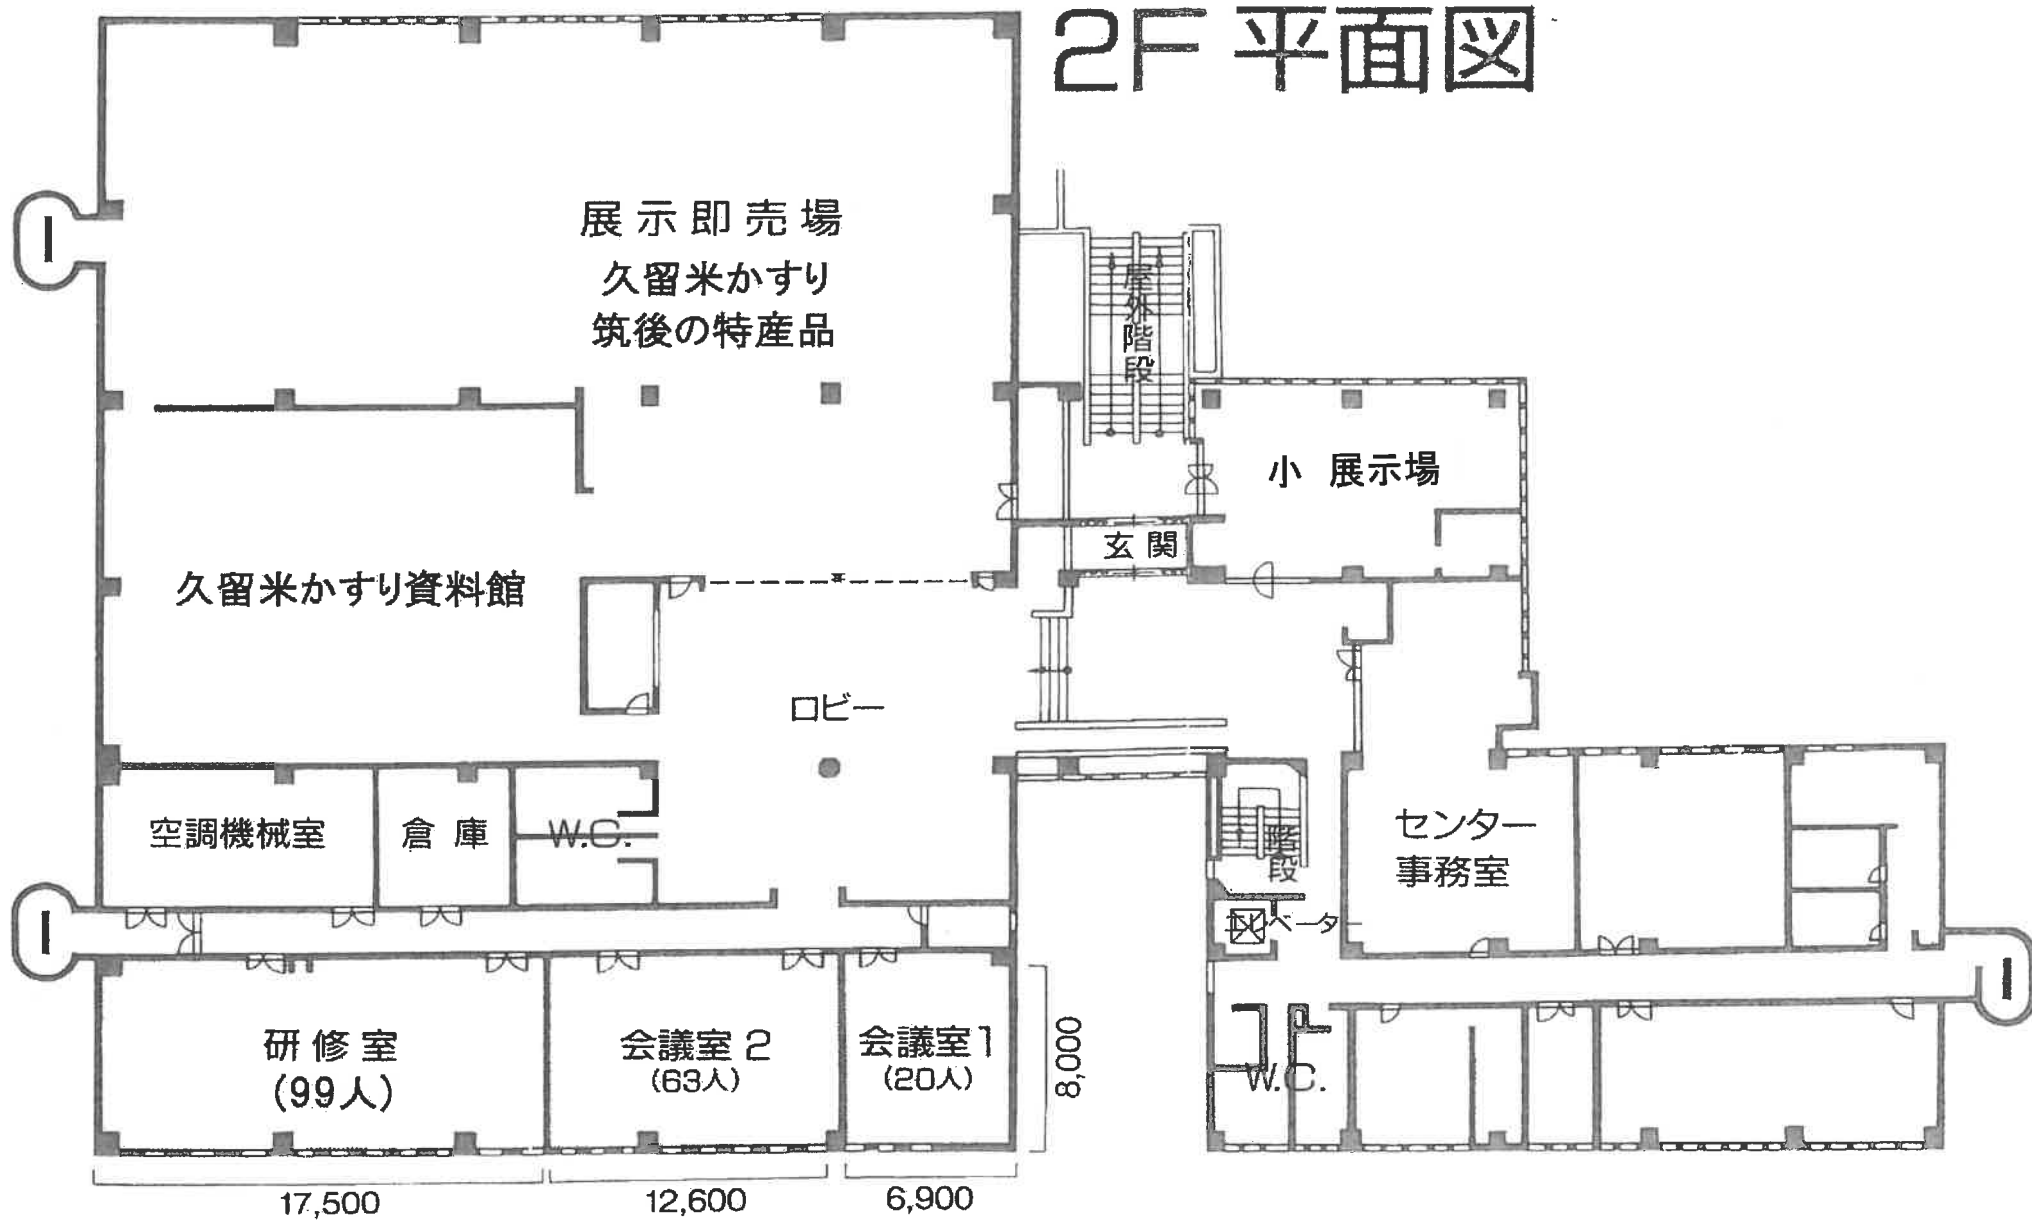 2F 平面図
展示即売場
久留米かすり
筑後の特産品
屋外階段
小 展示場
玄関
久留米かすり資料館
ロビー
空調機械室
倉庫
W.C.
階段
センター
事務室
エレベーター
研修室
(99人)
会議室2
(63人)
会議室1
(20人)
8,000
W.C.
17,500
12,600
6,900